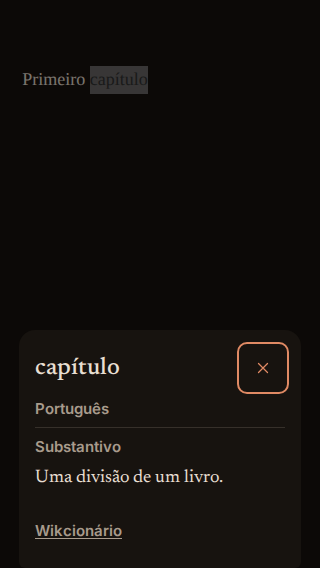 Primeiro capítulo
capítulo
Português
Substantivo
Uma divisão de um livro.
Wikcionário